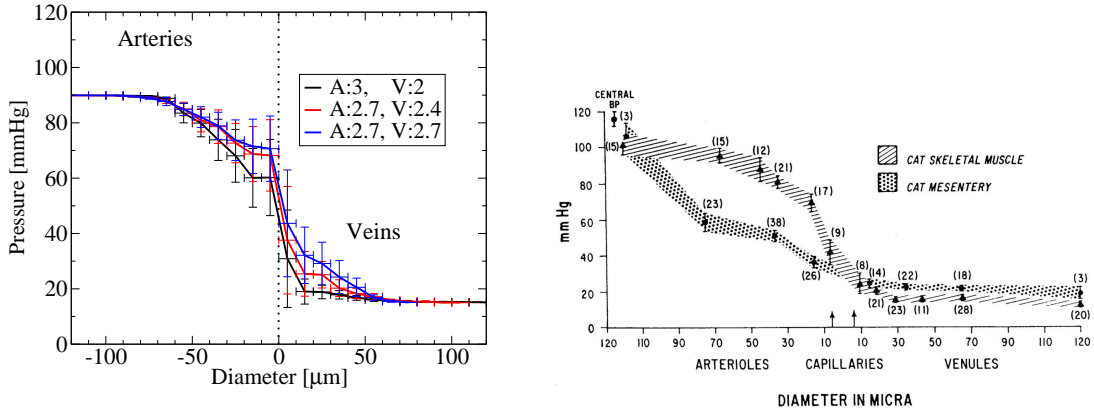 120
100
80
60
40
20
0
Pressure [mmHg]
Arteries
A:3, V:2
A:2.7, V:2.4
A:2.7, V:2.7
Veins
-100 -50 0 50 100
Diameter [μm]
CENTRAL
BP
120
100
80
60
40
20
0
mm Hg
(3)
(15)
(15)
(12)
(21)
(17)
(9)
(23)
(38)
(26)
(8)
(14)
(22)
(18)
(3)
(21)
(23)
(11)
(28)
(20)
CAT SKELETAL MUSCLE
CAT MESENTERY
110 90 70 50 30 10 10 30 50 70 90 110 120
ARTERIOLES CAPILLARIES VENULES
DIAMETER IN MICRA